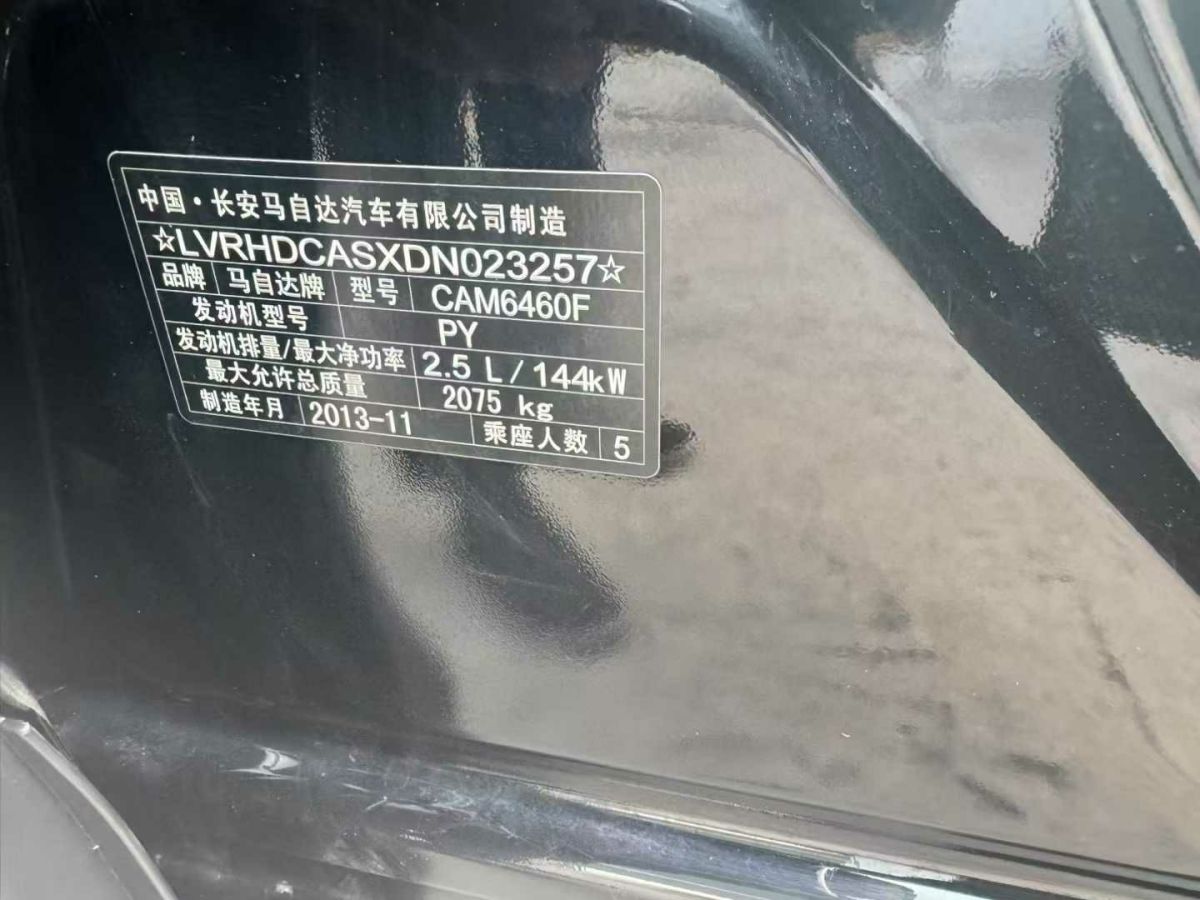 中国·长安马自达汽车有限公司制造
☆LVRHDCASXDN023257☆
品牌 马自达牌 型号 CAM6460F
发动机型号 PY
发动机排量/最大净功率 2.5 L/144kW
最大允许总质量 2075 kg
制造年月 2013-11 乘座人数 5